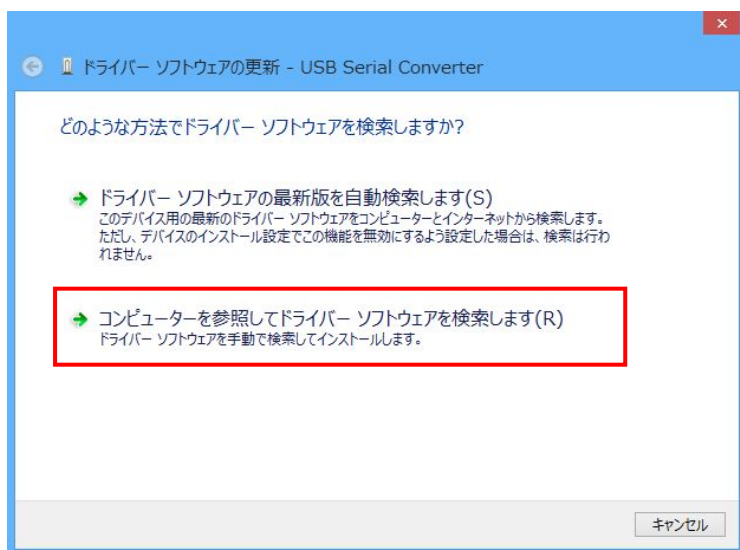 ドライバー ソフトウェアの更新 - USB Serial Converter
どのような方法でドライバー ソフトウェアを検索しますか?
ドライバー ソフトウェアの最新版を自動検索します(S)
このデバイス用の最新のドライバー ソフトウェアをコンピューターとインターネットから検索します。
ただし、デバイスのインストール設定でこの機能を無効にするよう設定した場合は、検索は行わ
れません。
コンピューターを参照してドライバー ソフトウェアを検索します(R)
ドライバー ソフトウェアを手動で検索してインストールします。
キャンセル